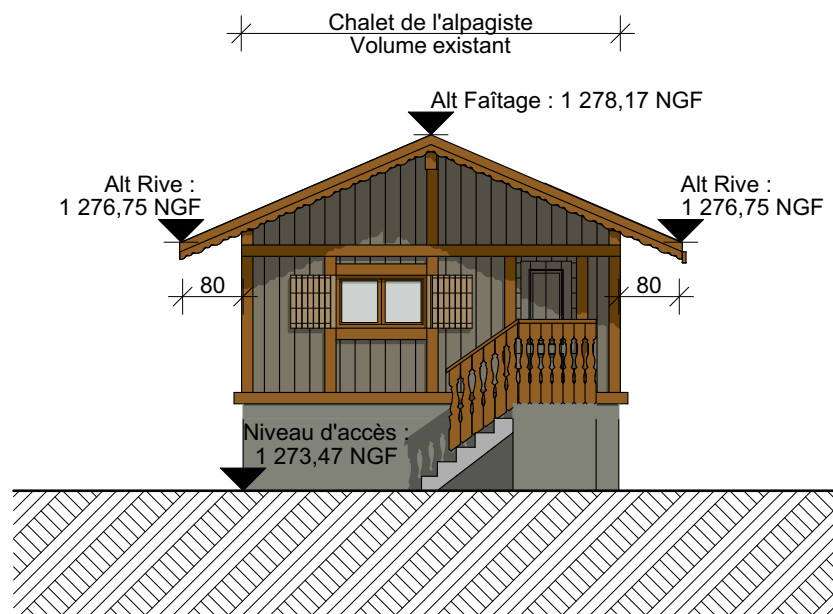 Chalet de l'alpagiste
Volume existant
Alt Faîtage : 1 278,17 NGF
Alt Rive :
1 276,75 NGF
Alt Rive :
1 276,75 NGF
80
80
Niveau d'accès :
1 273,47 NGF